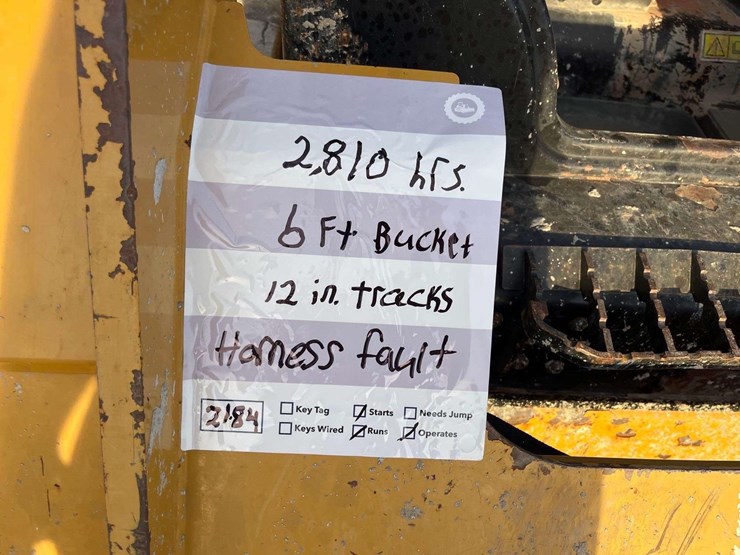 2,810 hrs.
6 Ft Bucket
12 in. tracks
Harness fault
2184 Key Tag Starts Needs Jump
Keys Wired Runs Operates